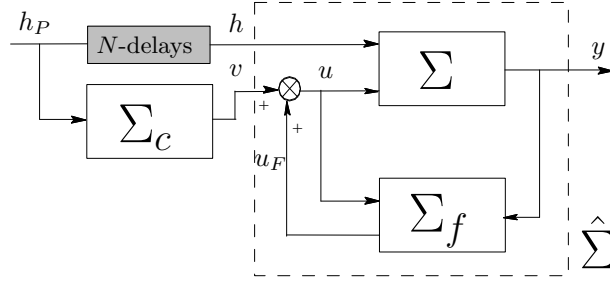 h_P
N-delays
h
v
u
Σ
y
Σ_c
+
+
u_F
Σ_f
Σ̂